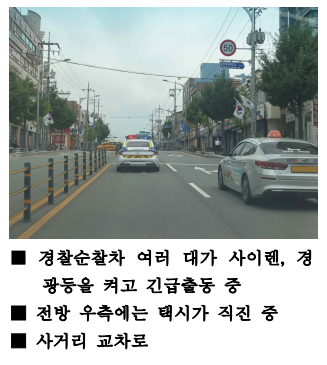 50
■ 경찰순찰차 여러 대가 사이렌, 경
광등을 켜고 긴급출동 중
■ 전방 우측에는 택시가 직진 중
■ 사거리 교차로